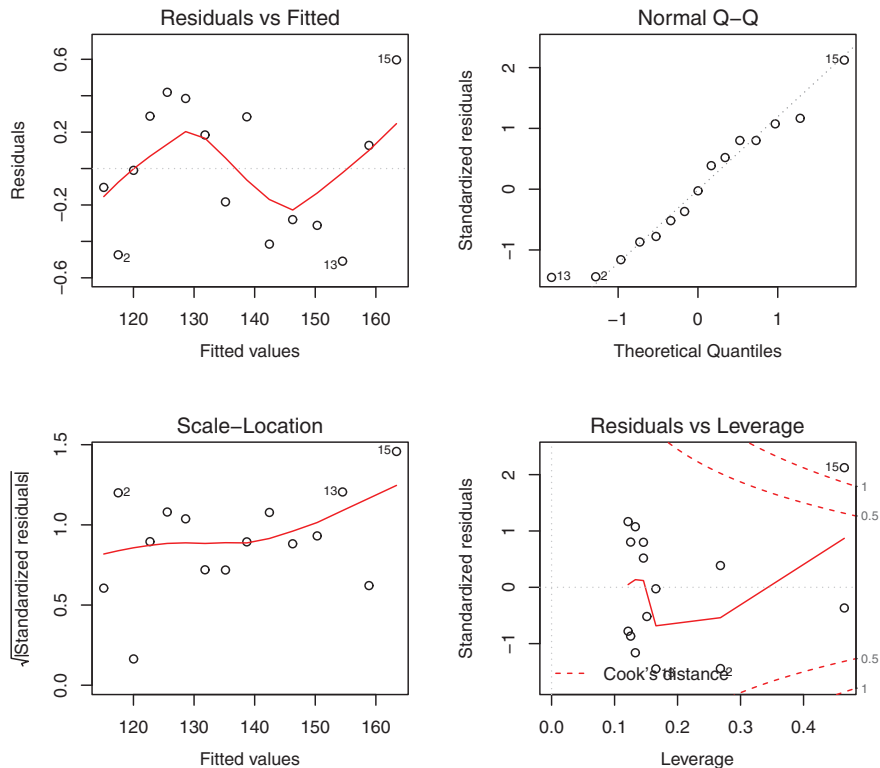 Residuals vs Fitted
Residuals
0.6
0.2
−0.2
−0.6
15
2
13
120 130 140 150 160
Fitted values
Normal Q−Q
Standardized residuals
2
1
0
−1
15
13
2
−1 0 1
Theoretical Quantiles
Scale−Location
√|Standardized residuals|
1.5
1.0
0.5
0.0
15
13
2
120 130 140 150 160
Fitted values
Residuals vs Leverage
Standardized residuals
2
1
0
−1
15
1
0.5
0.5
1
2
Cook's distance
0.0 0.1 0.2 0.3 0.4
Leverage